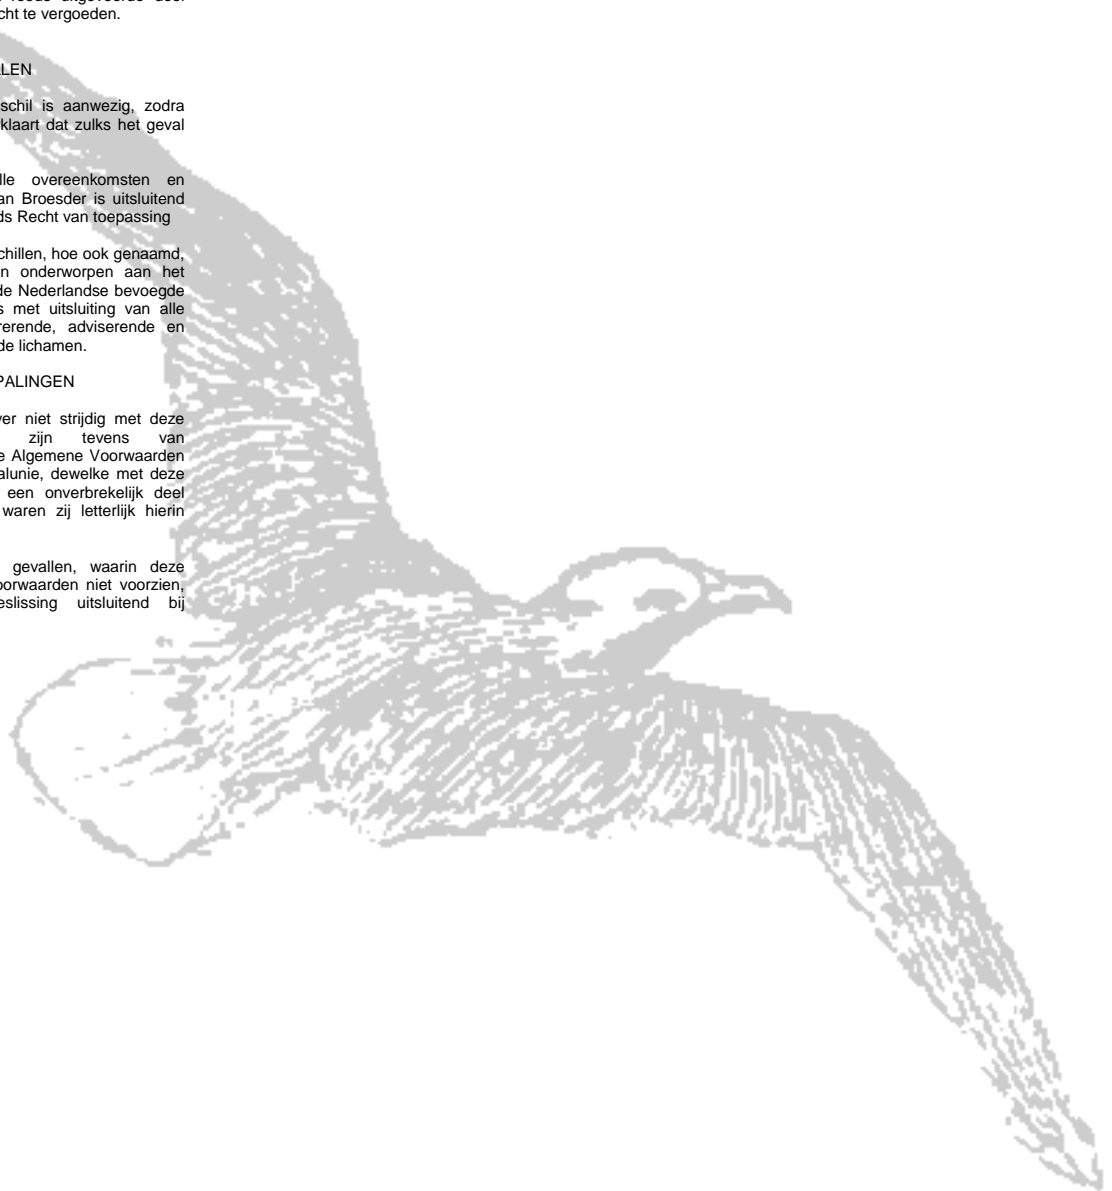 cht te vergoeden.
LLEN
schil is aanwezig, zodra
klaart dat zulks het geval
lle overeenkomsten en
an Broesder is uitsluitend
ds Recht van toepassing
chillen, hoe ook genaamd,
n onderworpen aan het
de Nederlandse bevoegde
s met uitsluiting van alle
rerende, adviserende en
de lichamen.
PALINGEN
ver niet strijdig met deze
zijn tevens van
e Algemene Voorwaarden
alunie, dewelke met deze
een onverbrekelijk deel
waren zij letterlijk hierin
gevallen, waarin deze
oorwaarden niet voorzien,
eslissing uitsluitend bij